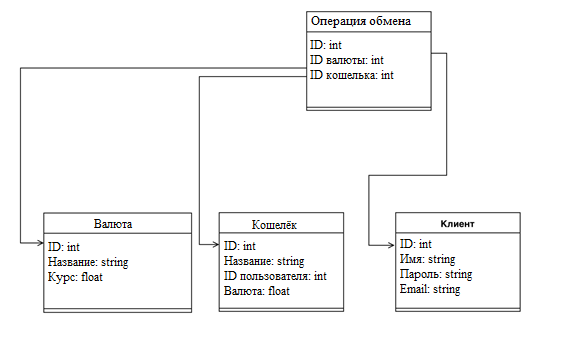 Операция обмена
ID: int
ID валюты: int
ID кошелька: int
Валюта
ID: int
Название: string
Курс: float
Кошелёк
ID: int
Название: string
ID пользователя: int
Валюта: float
Клиент
ID: int
Имя: string
Пароль: string
Email: string